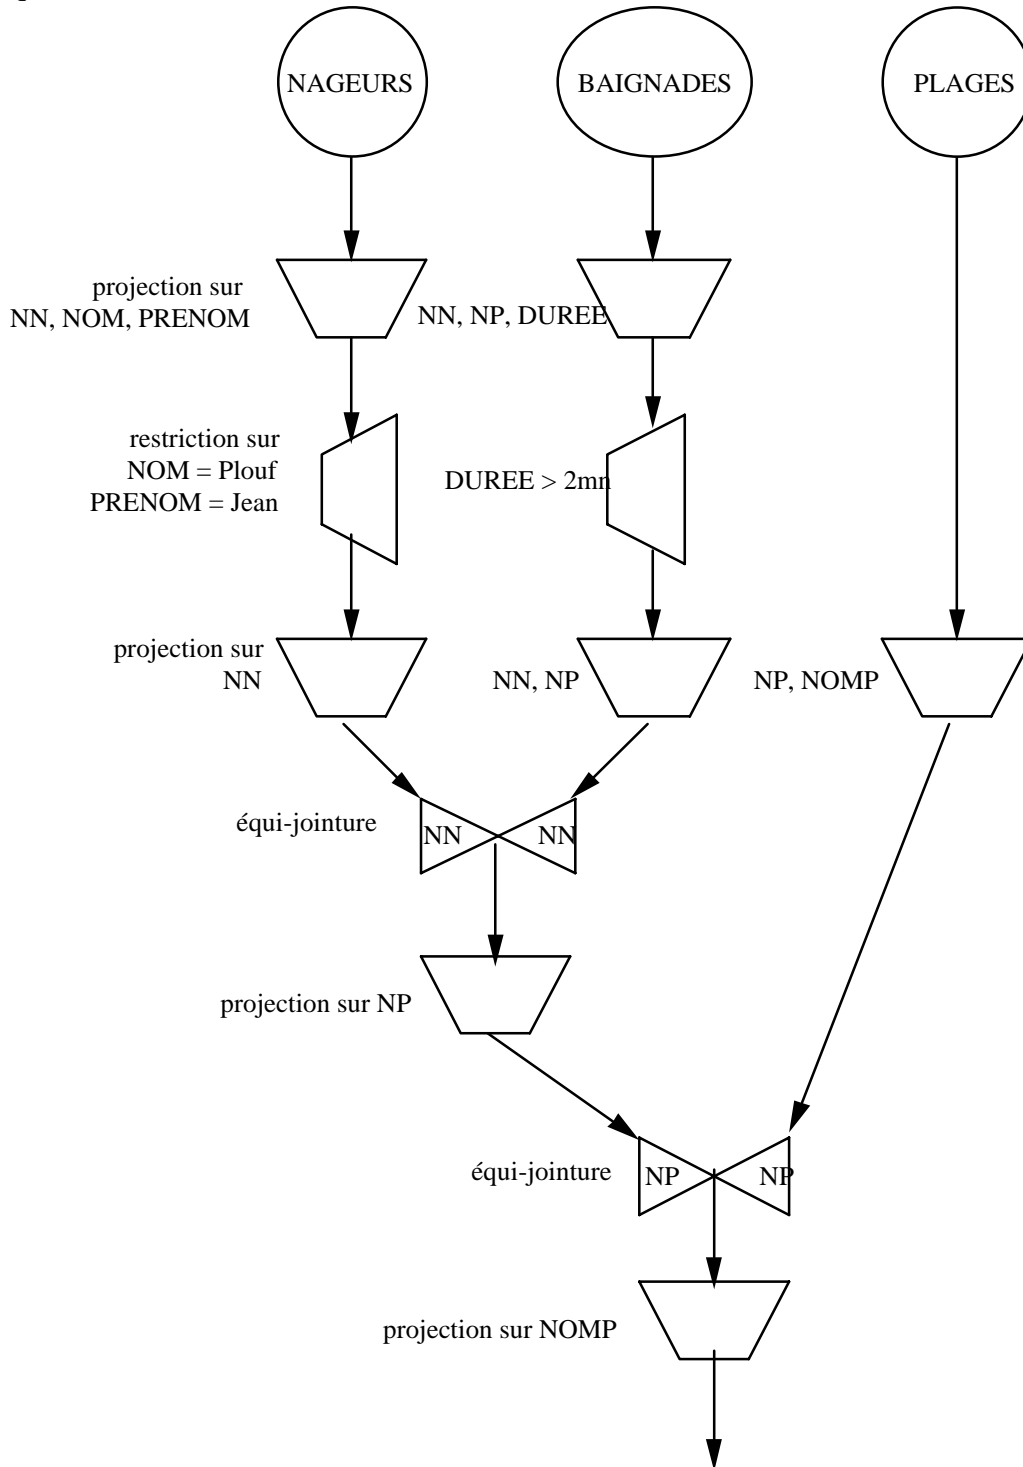 NAGEURS
BAIGNADES
PLAGES
projection sur
NN, NOM, PRENOM
NN, NP, DUREE
restriction sur
NOM = Plouf
PRENOM = Jean
DUREE > 2mn
projection sur
NN
NN, NP
NP, NOMP
équi-jointure
NN
NN
projection sur NP
équi-jointure
NP
NP
projection sur NOMP